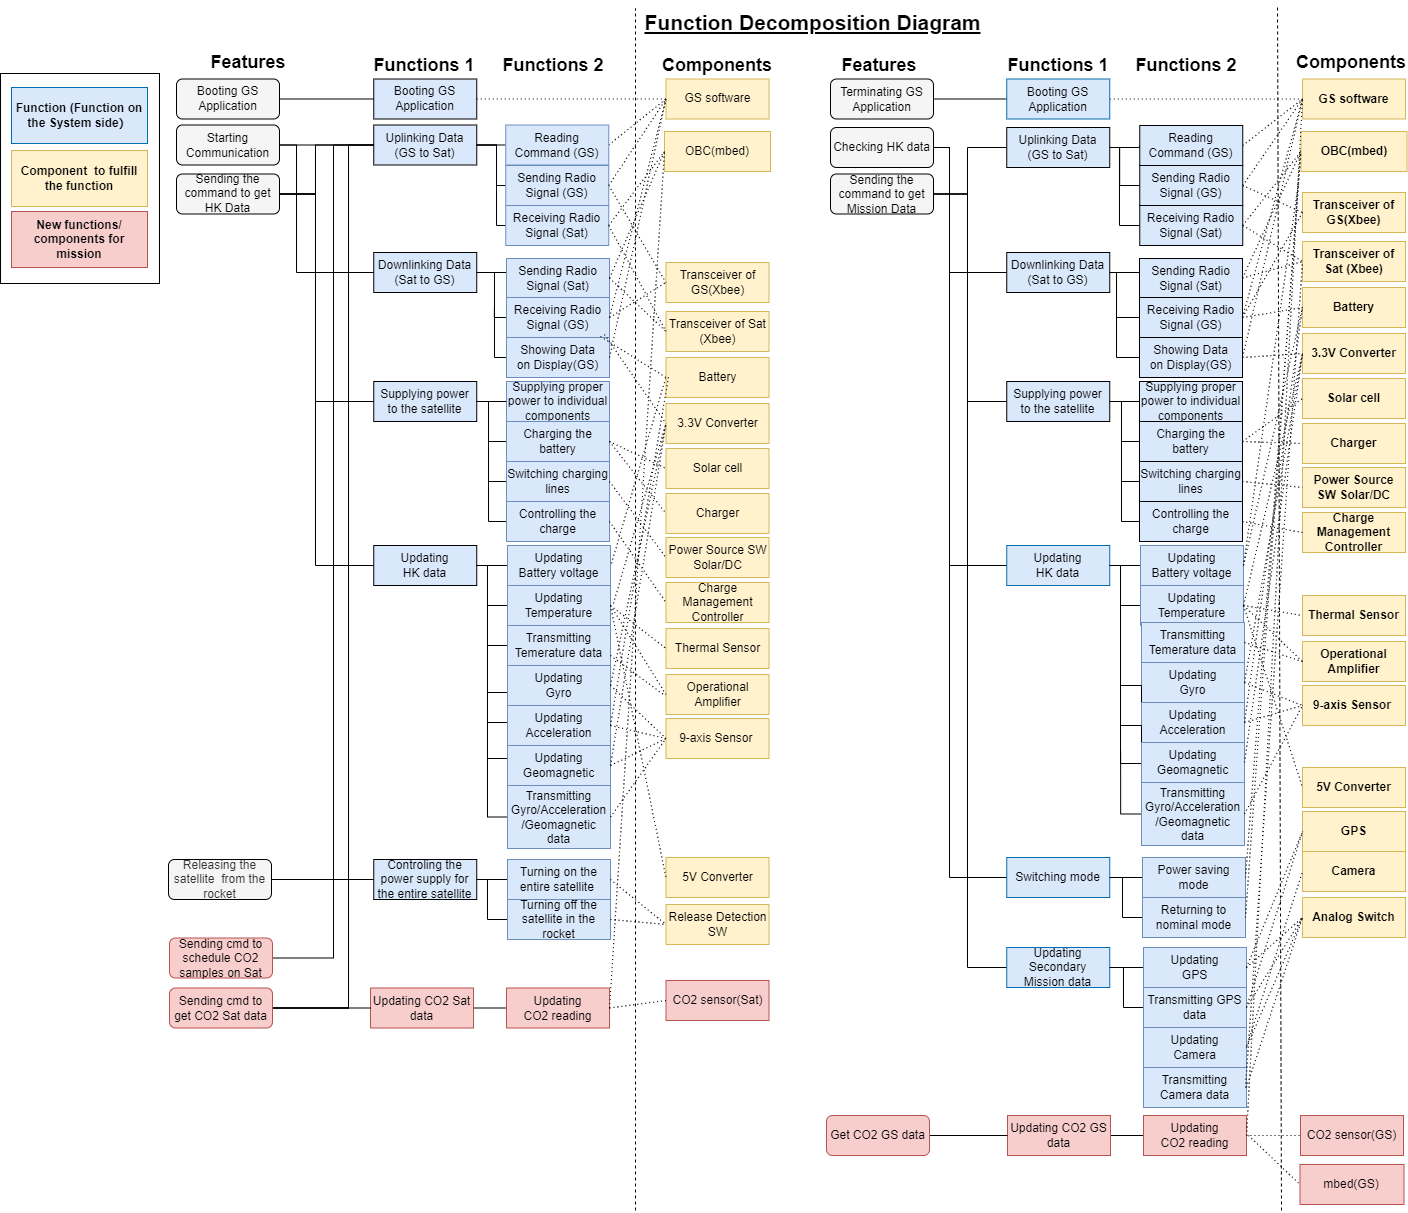 Function Decomposition Diagram
Function (Function on
the System side)
Component  to fulfill
the function
New functions/
components for
mission
Features
Booting GS
Application
Starting
Communication
Sending the
command to get
HK Data
Releasing the
satellite  from the
rocket
Sending cmd to
schedule CO2
samples on Sat
Sending cmd to
get CO2 Sat data
Functions 1
Booting GS
Application
Uplinking Data
(GS to Sat)
Downlinking Data
(Sat to GS)
Supplying power
to the satellite
Updating
HK data
Controling the
power supply for
the entire satellite
Updating CO2 Sat
data
Functions 2
Reading
Command (GS)
Sending Radio
Signal (GS)
Receiving Radio
Signal (Sat)
Sending Radio
Signal (Sat)
Receiving Radio
Signal (GS)
Showing Data
on Display(GS)
Supplying proper
power to individual
components
Charging the
battery
Switching charging
lines
Controlling the
charge
Updating
Battery voltage
Updating
Temperature
Transmitting
Temerature data
Updating
Gyro
Updating
Acceleration
Updating
Geomagnetic
Transmitting
Gyro/Acceleration
/Geomagnetic
data
Turning on the
entire satellite
Turning off the
satellite in the
rocket
Updating
CO2 reading
Components
GS software
OBC(mbed)
Transceiver of
GS(Xbee)
Transceiver of Sat
(Xbee)
Battery
3.3V Converter
Solar cell
Charger
Power Source SW
Solar/DC
Charge
Management
Controller
Thermal Sensor
Operational
Amplifier
9-axis Sensor
5V Converter
Release Detection
SW
CO2 sensor(Sat)
Features
Terminating GS
Application
Checking HK data
Sending the
command to get
Mission Data
Get CO2 GS data
Functions 1
Booting GS
Application
Uplinking Data
(GS to Sat)
Downlinking Data
(Sat to GS)
Supplying power
to the satellite
Updating
HK data
Switching mode
Updating
Secondary
Mission data
Updating CO2 GS
data
Functions 2
Reading
Command (GS)
Sending Radio
Signal (GS)
Receiving Radio
Signal (Sat)
Sending Radio
Signal (Sat)
Receiving Radio
Signal (GS)
Showing Data
on Display(GS)
Supplying proper
power to individual
components
Charging the
battery
Switching charging
lines
Controlling the
charge
Updating
Battery voltage
Updating
Temperature
Transmitting
Temerature data
Updating
Gyro
Updating
Acceleration
Updating
Geomagnetic
Transmitting
Gyro/Acceleration
/Geomagnetic
data
Power saving
mode
Returning to
nominal mode
Updating
GPS
Transmitting GPS
data
Updating
Camera
Transmitting
Camera data
Updating
CO2 reading
Components
GS software
OBC(mbed)
Transceiver of
GS(Xbee)
Transceiver of
Sat (Xbee)
Battery
3.3V Converter
Solar cell
Charger
Power Source
SW Solar/DC
Charge
Management
Controller
Thermal Sensor
Operational
Amplifier
9-axis Sensor
5V Converter
GPS
Camera
Analog Switch
CO2 sensor(GS)
mbed(GS)